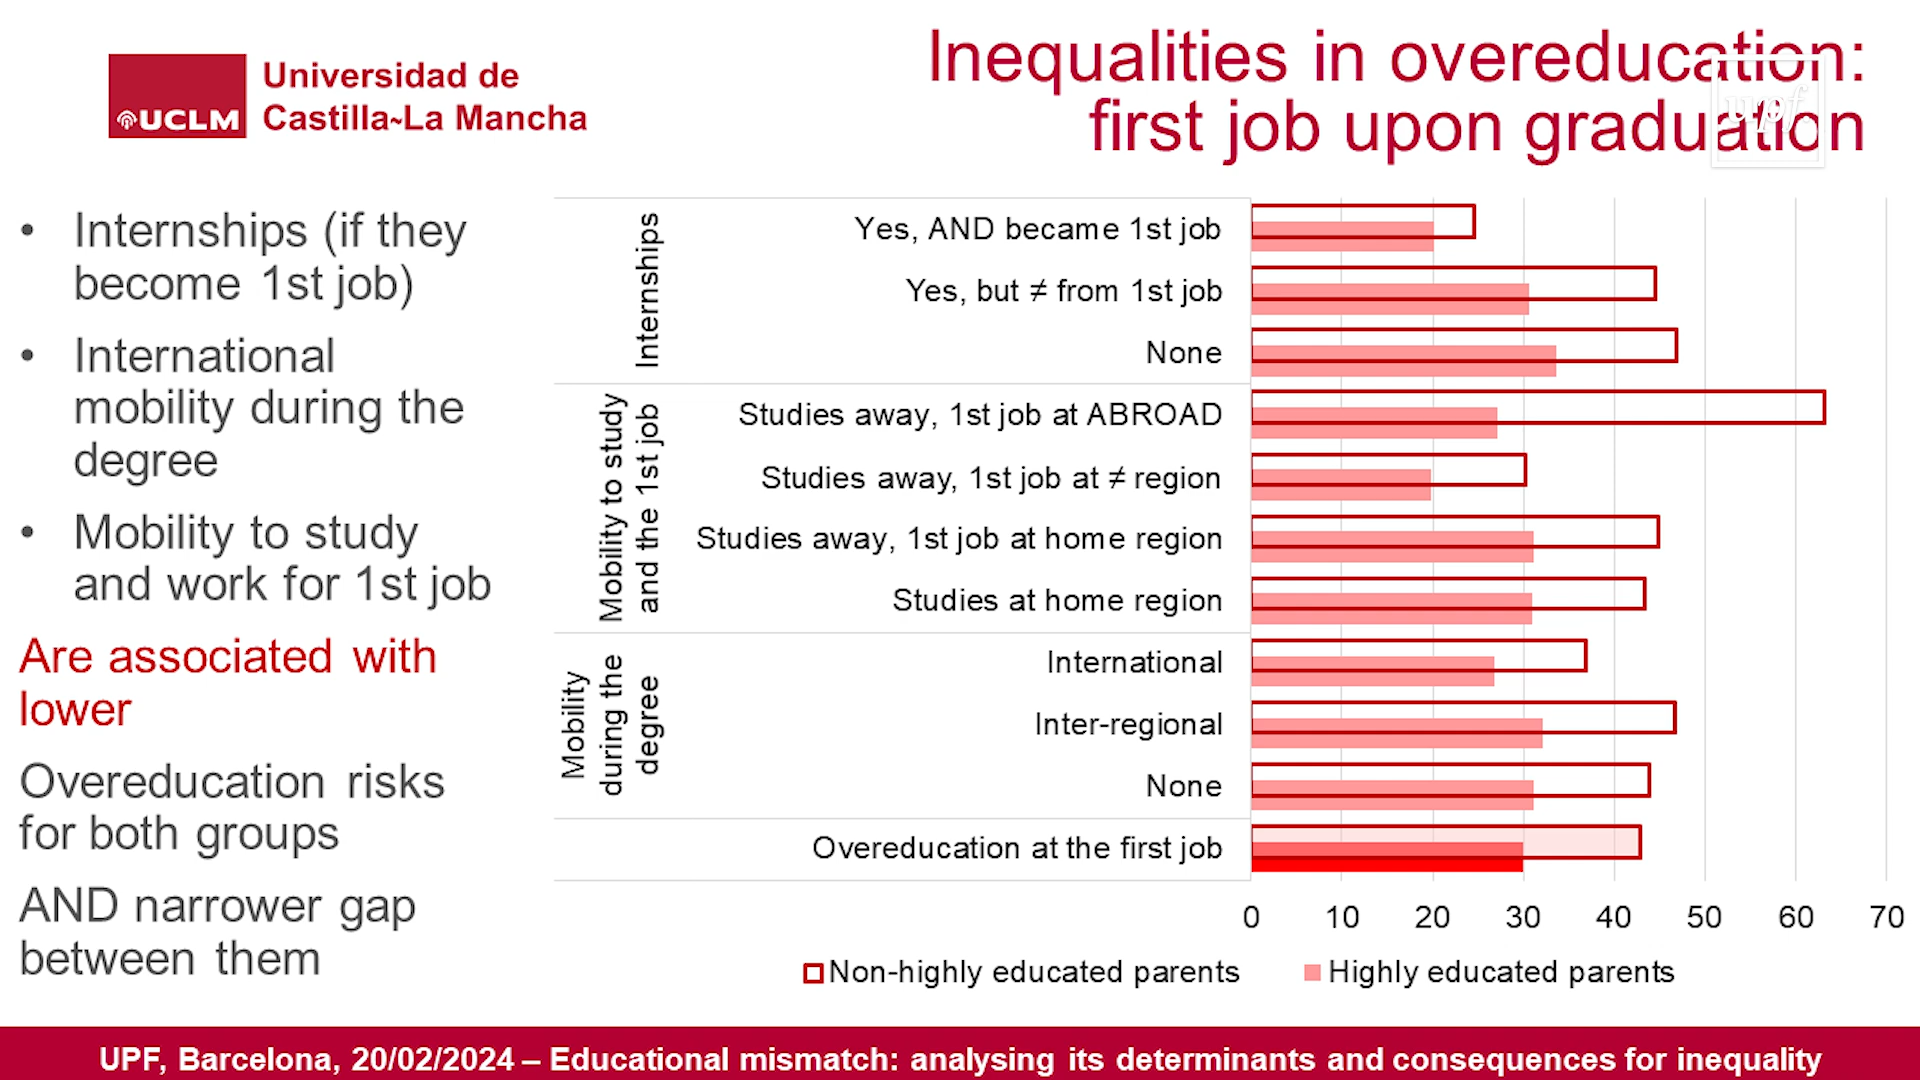 UCLM
Universidad de
Castilla~La Mancha
Inequalities in overeducation:
first job upon graduation
upf.
• Internships (if they
become 1st job)
• International
mobility during the
degree
• Mobility to study
and work for 1st job
Are associated with
lower
Overeducation risks
for both groups
AND narrower gap
between them
Internships
Yes, AND became 1st job
Yes, but ≠ from 1st job
None
Mobility to study
and the 1st job
Studies away, 1st job at ABROAD
Studies away, 1st job at ≠ region
Studies away, 1st job at home region
Studies at home region
Mobility
during the
degree
International
Inter-regional
None
Overeducation at the first job
0 10 20 30 40 50 60 70
Non-highly educated parents Highly educated parents
UPF, Barcelona, 20/02/2024 – Educational mismatch: analysing its determinants and consequences for inequality